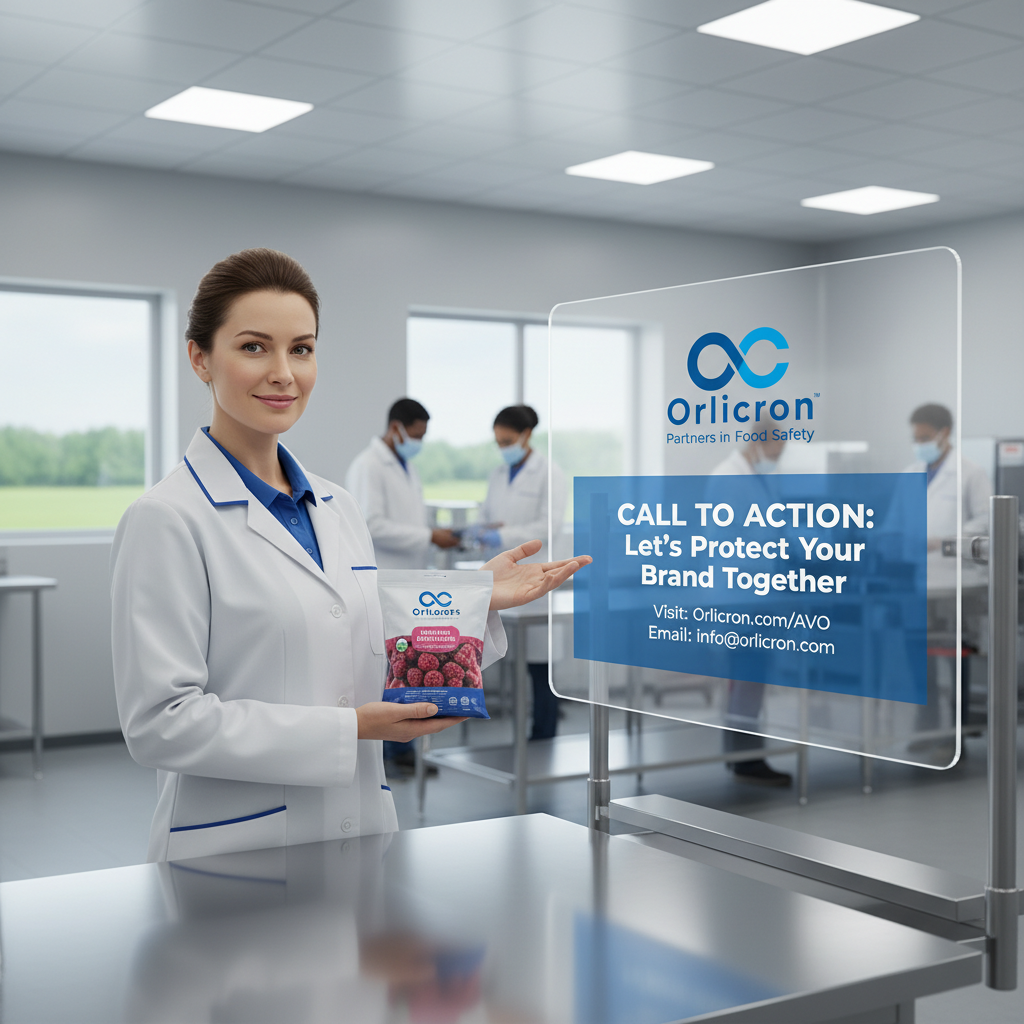 Orlicron™
Partners in Food Safety
CALL TO ACTION:
Let's Protect Your
Brand Together
Visit: Orlicron.com/AVO
Email: info@orlicron.com